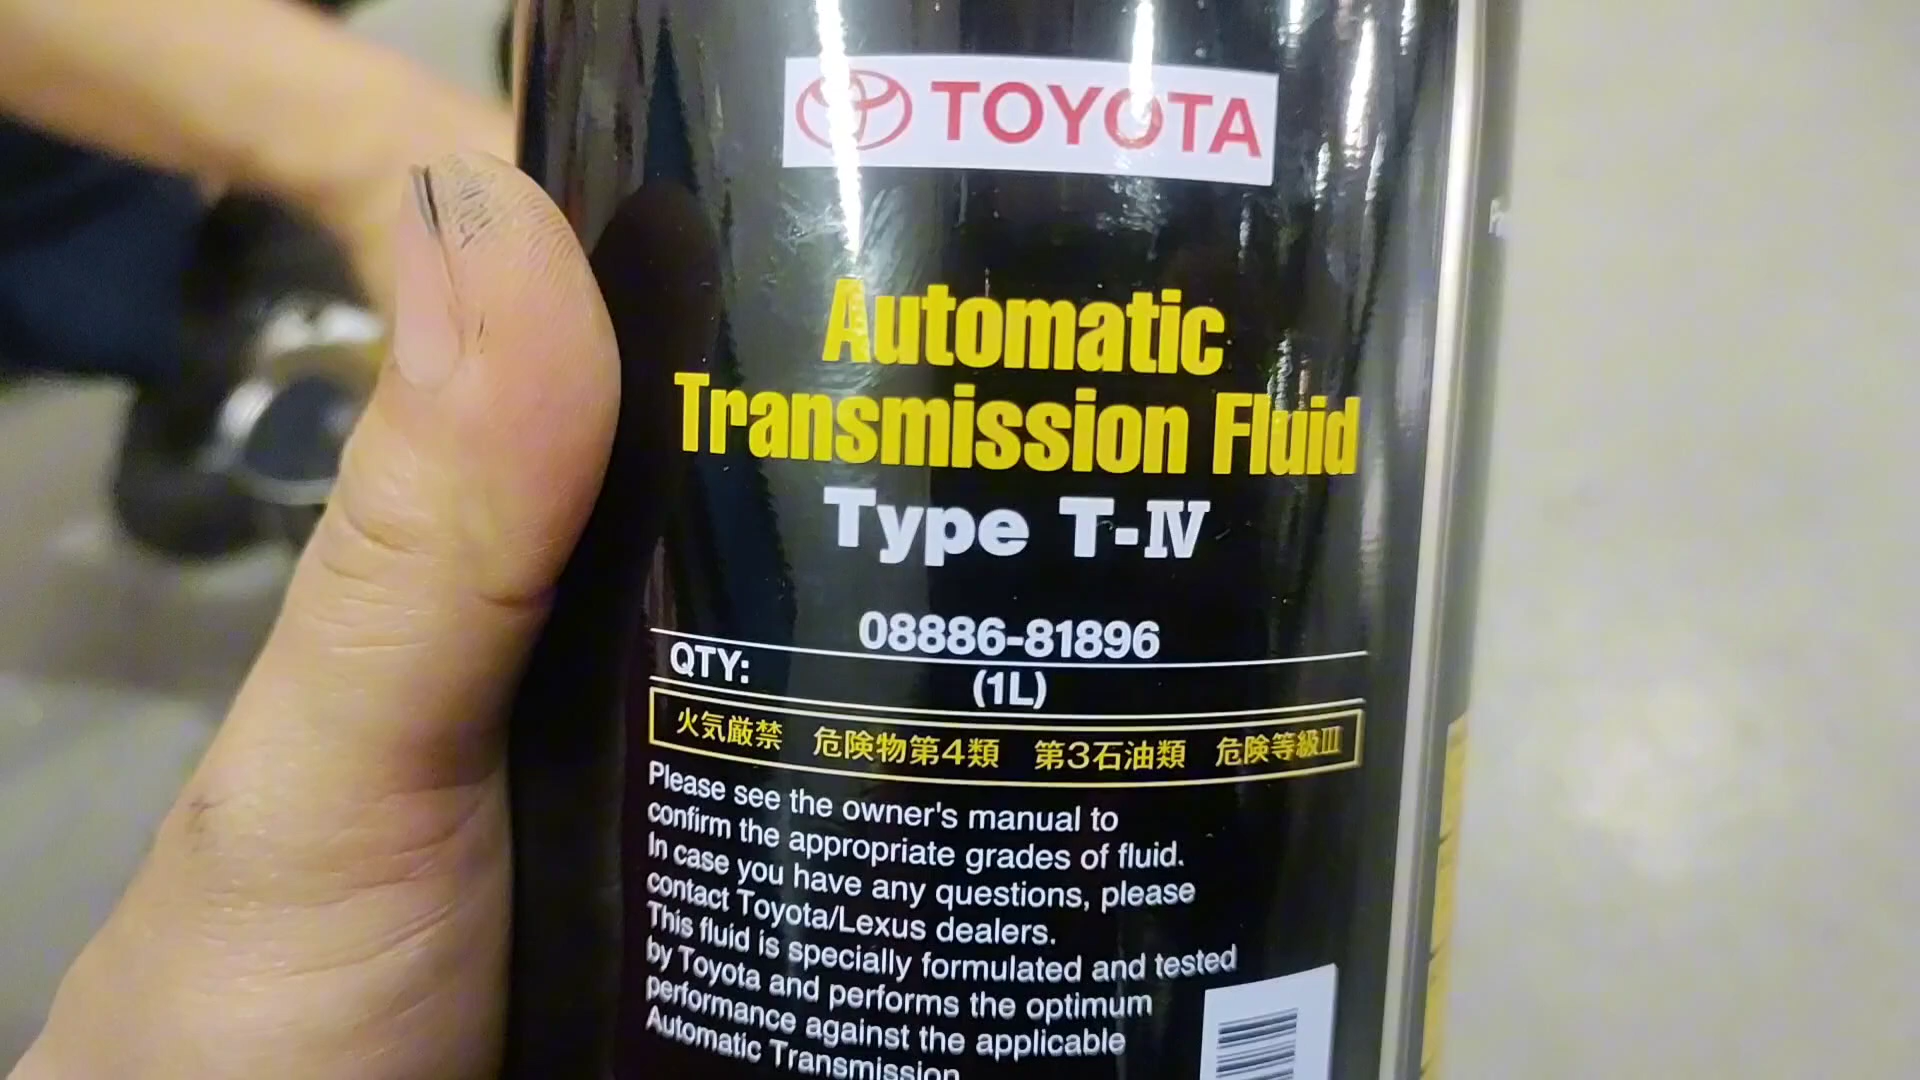 TOYOTA
Automatic
Transmission Fluid
Type T-Ⅳ
08886-81896
QTY: (1L)
火気厳禁 危険物第4類 第3石油類 危険等級Ⅲ
Please see the owner's manual to
confirm the appropriate grades of fluid.
In case you have any questions, please
contact Toyota/Lexus dealers.
This fluid is specially formulated and tested
by Toyota and performs the optimum
performance against the applicable
Automatic Transmission